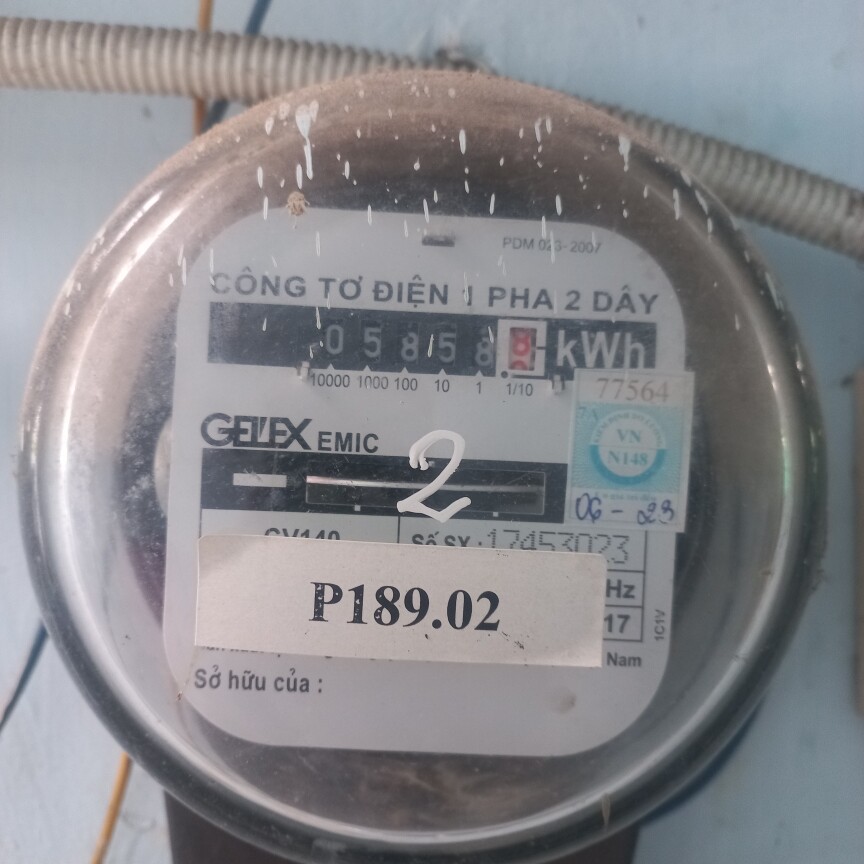 PDM 023-2007
CÔNG TƠ ĐIỆN 1 PHA 2 DÂY
0 5 8 5 8 8 kWh
10000 1000 100 10 1 1/10
77564
GELEX EMIC
VN
N148
2
06 - 23
CV140
Số SX : 17453023
Hz
P189.02
17
1C1V
Nam
Sở hữu của :